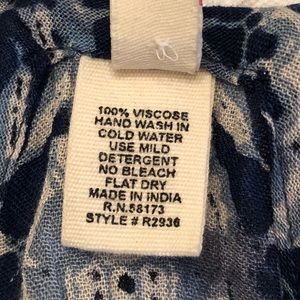 100% VISCOSE
HAND WASH IN
COLD WATER
USE MILD
DETERGENT
NO BLEACH
FLAT DRY
MADE IN INDIA
R.N.58173
STYLE # R2936